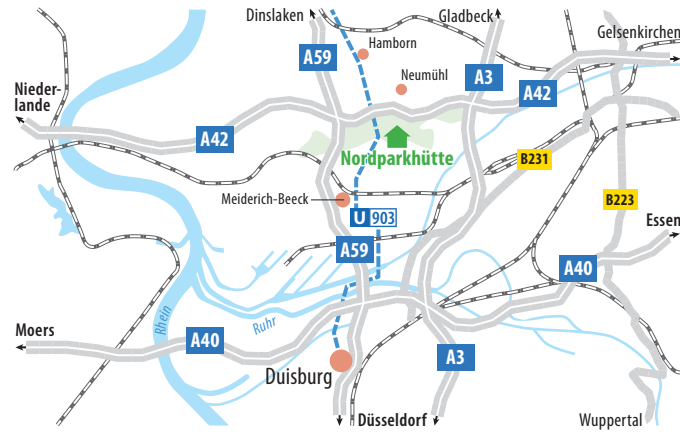 Dinslaken
Gladbeck
Gelsenkirchen
Hamborn
A59
A3
Neumühl
Nieder-
lande
A42
A42
Nordparkhütte
B231
Meiderich-Beeck
B223
U 903
Essen
A59
A40
Rhein
Ruhr
Moers
A40
A3
Duisburg
Düsseldorf
Wuppertal